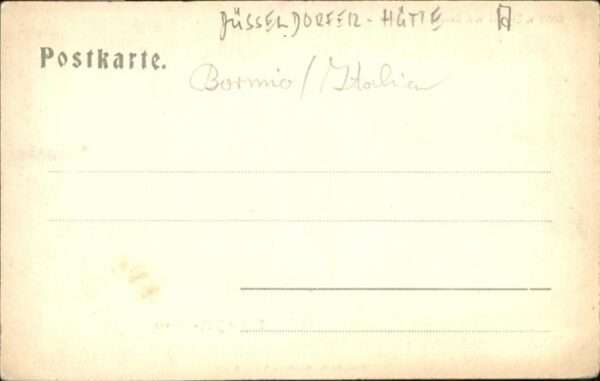 DÜSSELDORFER-HÜTTE
Postkarte.
Bormio/Italia